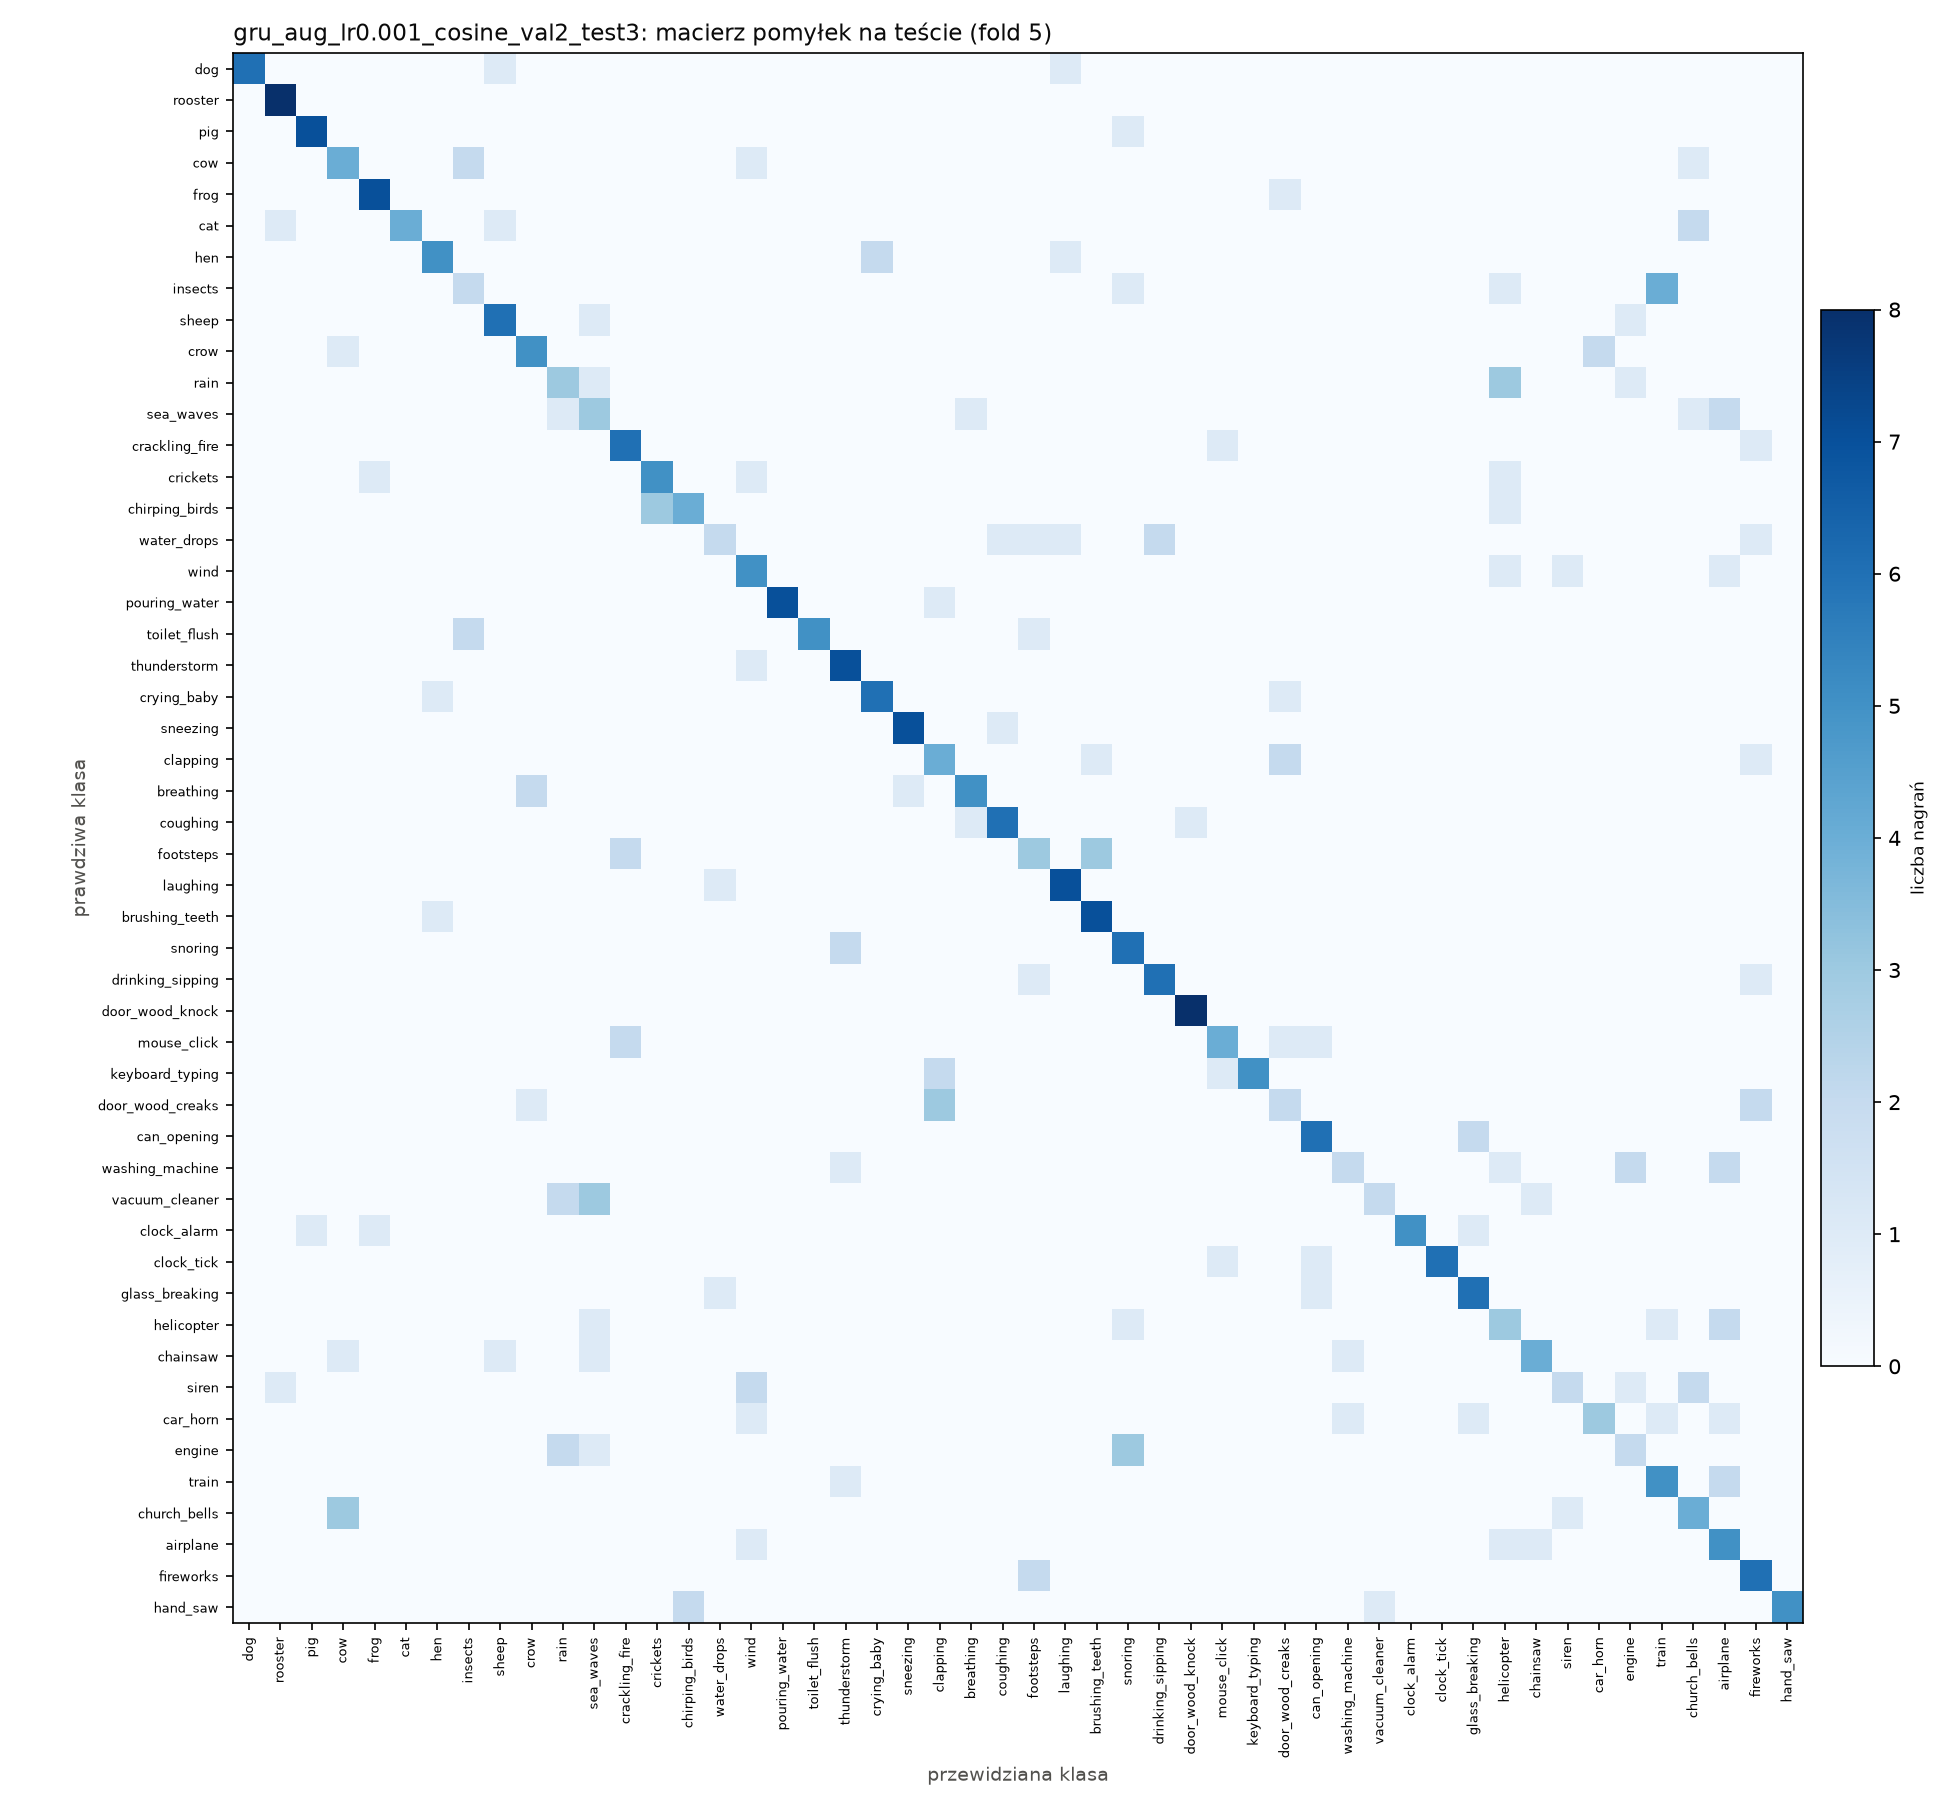 gru_aug_lr0.001_cosine_val2_test3: macierz pomyłek na teście (fold 5)
dog
rooster
pig
cow
frog
cat
hen
insects
sheep
crow
rain
sea_waves
crackling_fire
crickets
chirping_birds
water_drops
wind
pouring_water
toilet_flush
thunderstorm
crying_baby
sneezing
clapping
breathing
coughing
footsteps
laughing
brushing_teeth
snoring
drinking_sipping
door_wood_knock
mouse_click
keyboard_typing
door_wood_creaks
can_opening
washing_machine
vacuum_cleaner
clock_alarm
clock_tick
glass_breaking
helicopter
chainsaw
siren
car_horn
engine
train
church_bells
airplane
fireworks
hand_saw
prawdziwa klasa
dog
rooster
pig
cow
frog
cat
hen
insects
sheep
crow
rain
sea_waves
crackling_fire
crickets
chirping_birds
water_drops
wind
pouring_water
toilet_flush
thunderstorm
crying_baby
sneezing
clapping
breathing
coughing
footsteps
laughing
brushing_teeth
snoring
drinking_sipping
door_wood_knock
mouse_click
keyboard_typing
door_wood_creaks
can_opening
washing_machine
vacuum_cleaner
clock_alarm
clock_tick
glass_breaking
helicopter
chainsaw
siren
car_horn
engine
train
church_bells
airplane
fireworks
hand_saw
przewidziana klasa
8
7
6
5
4
3
2
1
0
liczba nagrań